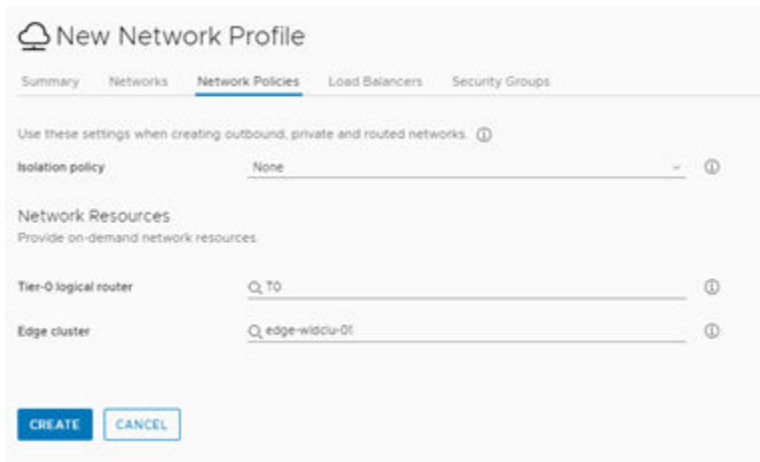 New Network Profile
Summary Networks Network Policies Load Balancers Security Groups
Use these settings when creating outbound, private and routed networks.
Isolation policy None
Network Resources
Provide on-demand network resources
Tier-0 logical router T0
Edge cluster edge-wldclu-01
CREATE CANCEL